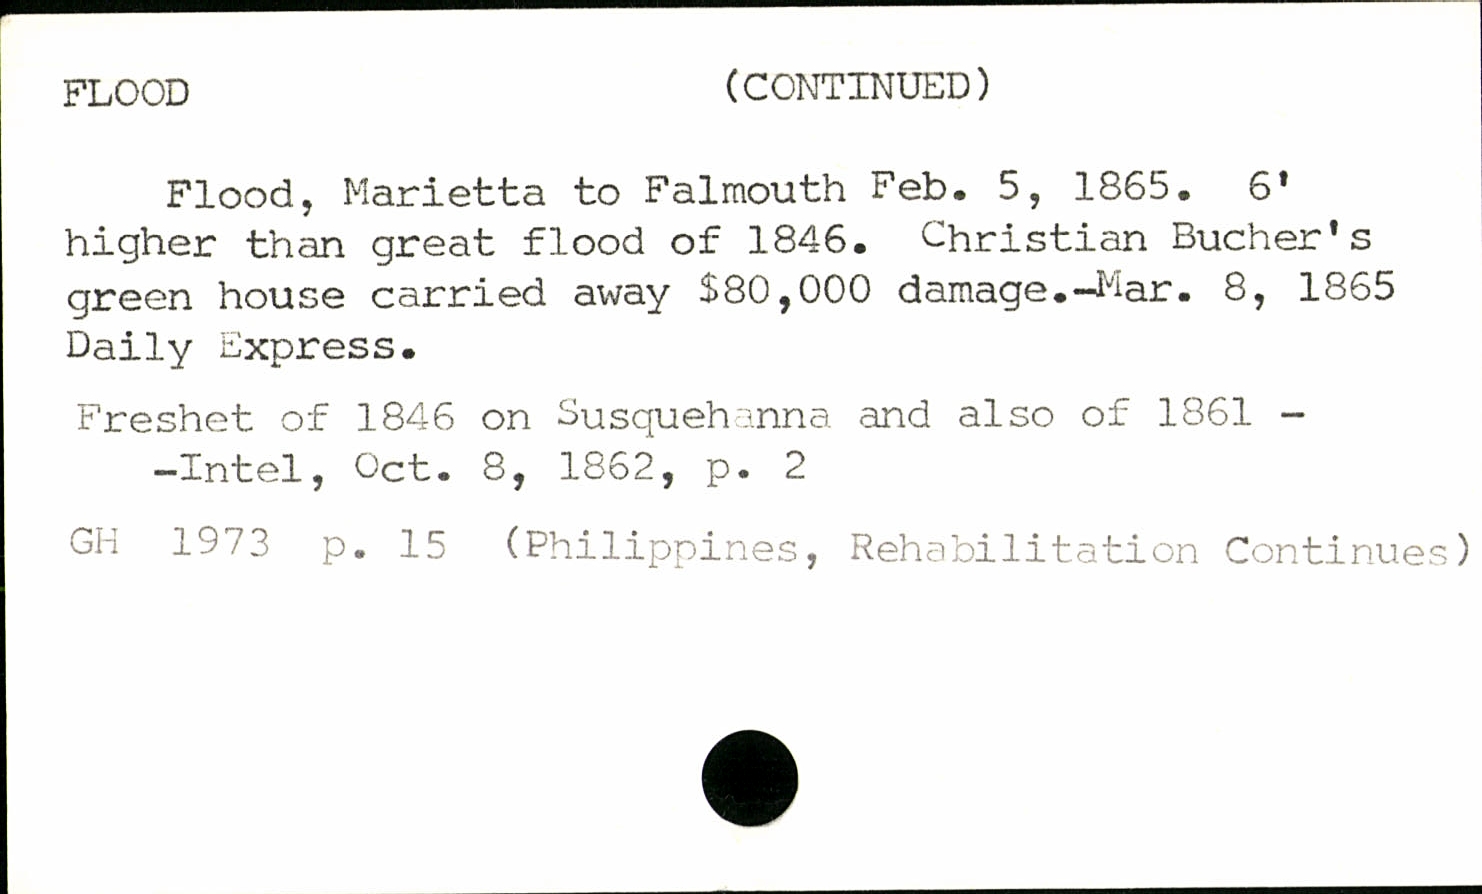 FLOOD (CONTINUED)
Flood, Marietta to Falmouth Feb. 5, 1865. 6'
higher than great flood of 1846. Christian Bucher's
green house carried away $80,000 damage.-Mar. 8, 1865
Daily Express.
Freshet of 1846 on Susquehanna and also of 1861 -
-Intel, Oct. 8, 1862, p. 2
GH 1973 p. 15 (Philippines, Rehabilitation Continues)